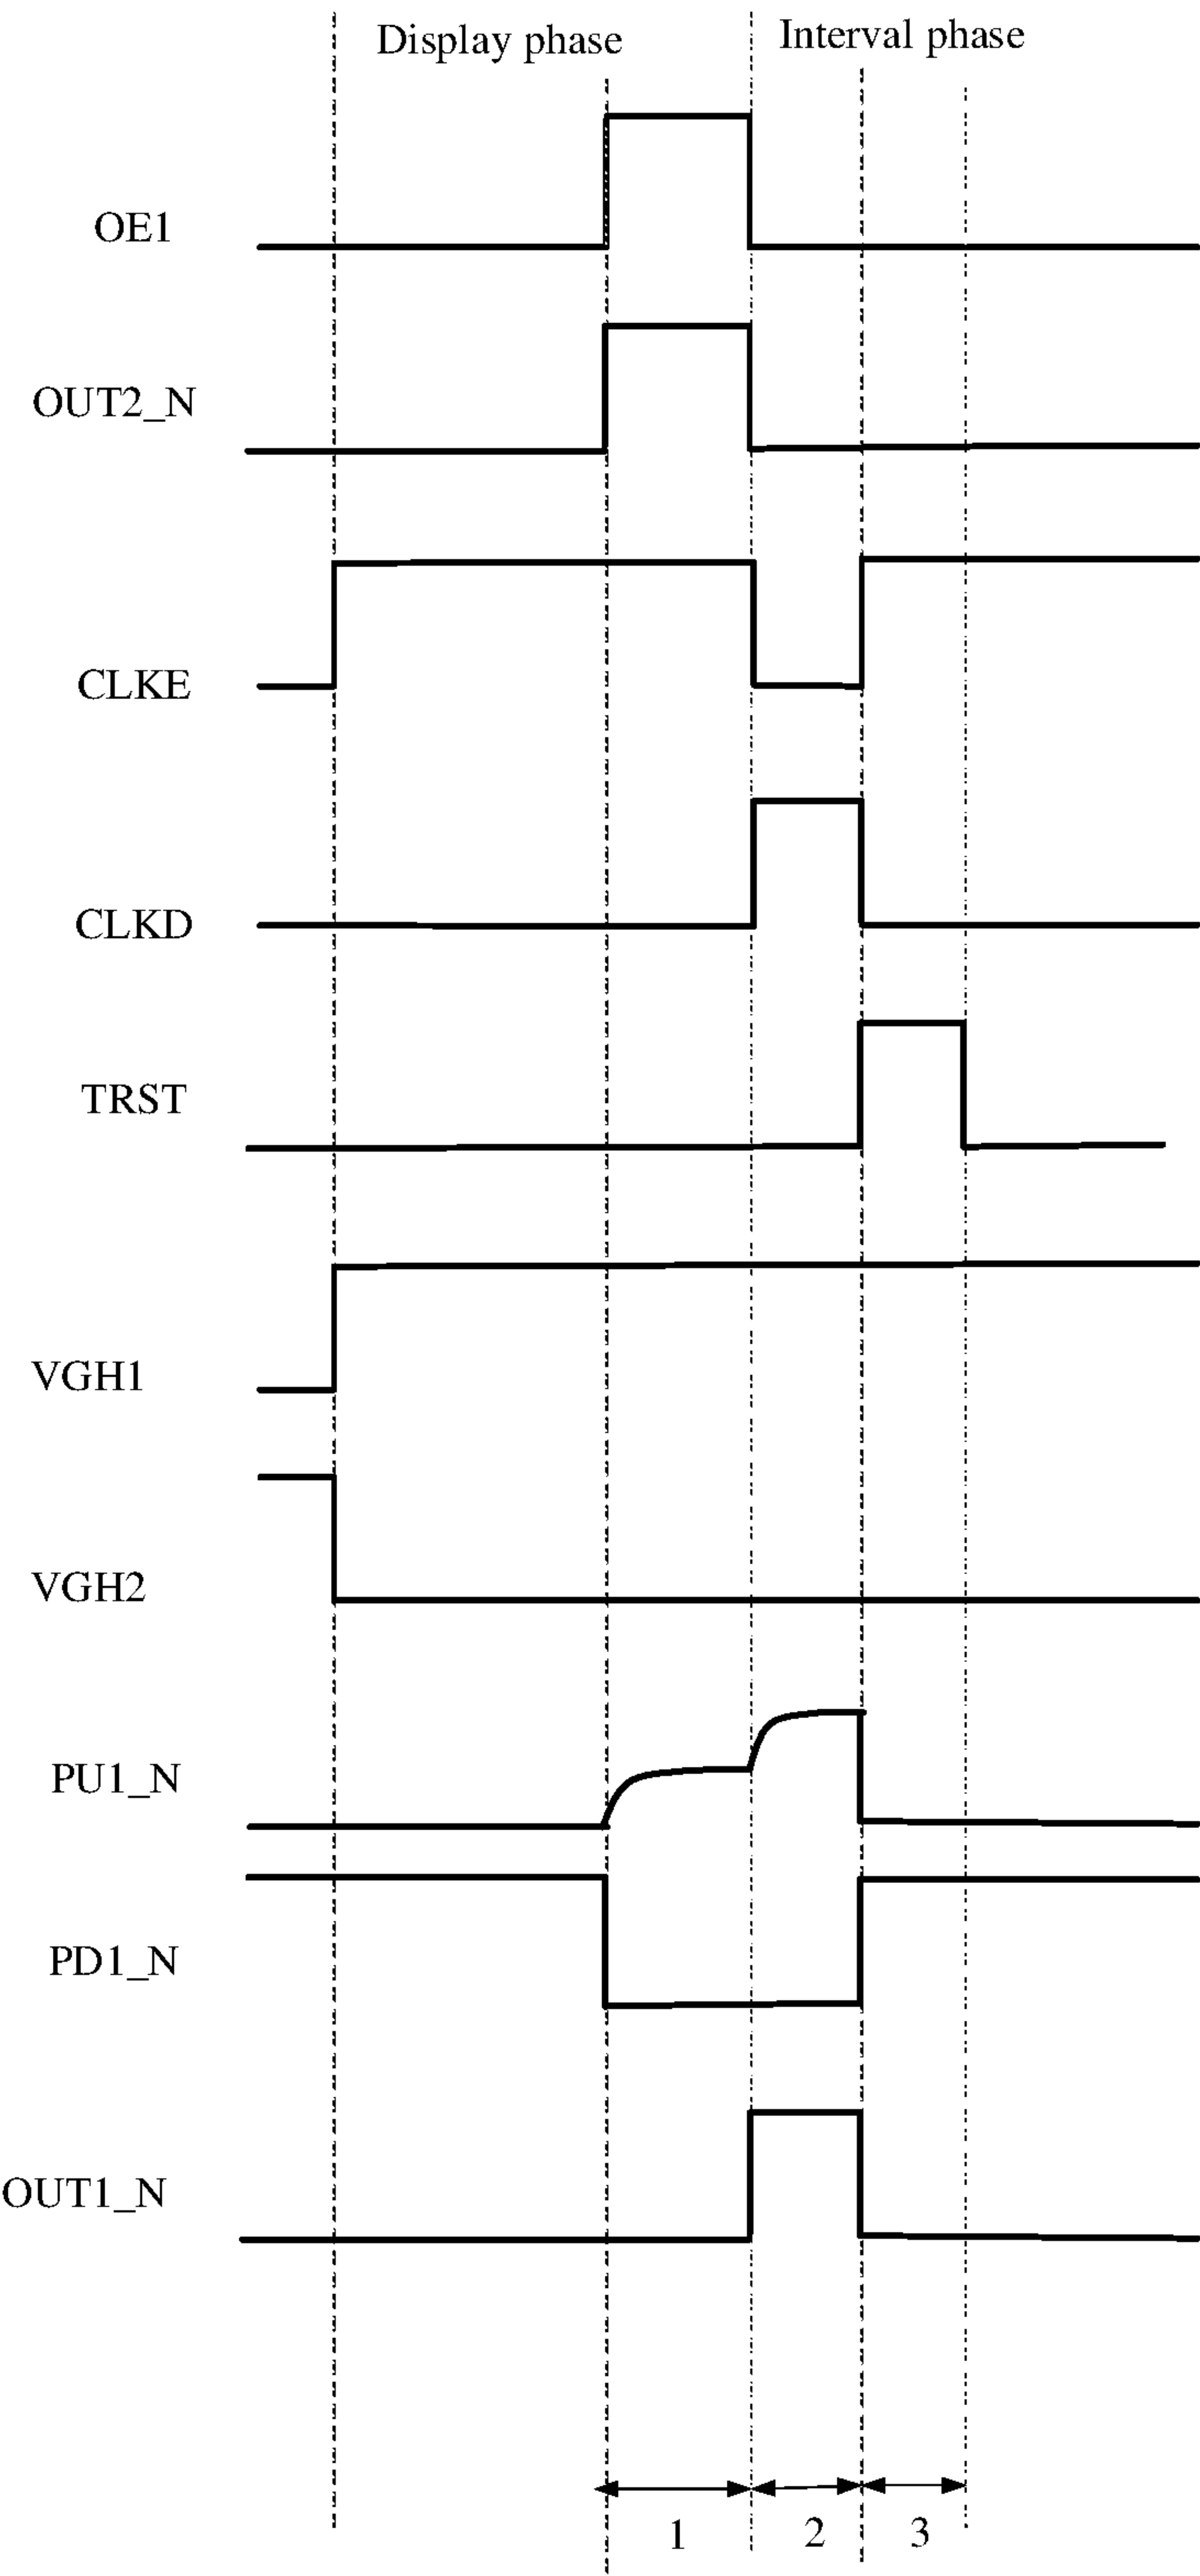 Display phase
Interval phase
OE1
OUT2_N
CLKE
CLKD
TRST
VGH1
VGH2
PU1_N
PD1_N
OUT1_N
1
2
3